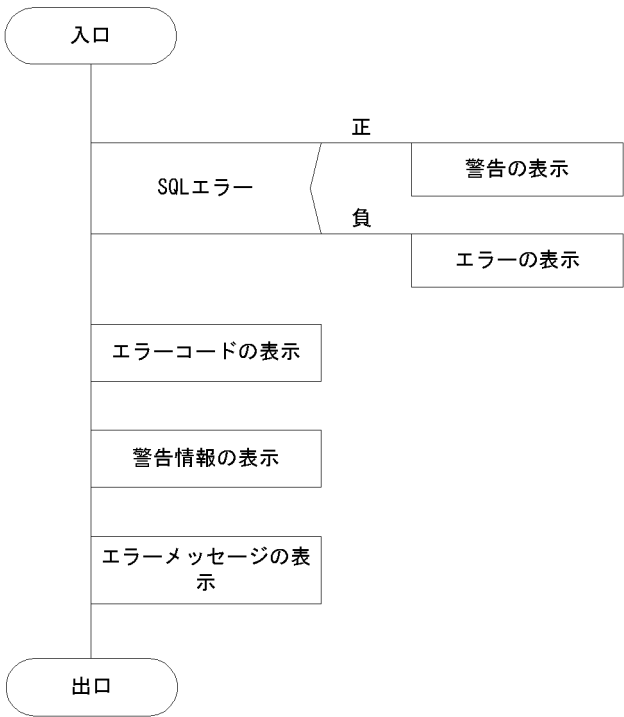 入口
正
警告の表示
SQLエラー
負
エラーの表示
エラーコードの表示
警告情報の表示
エラーメッセージの表
示
出口